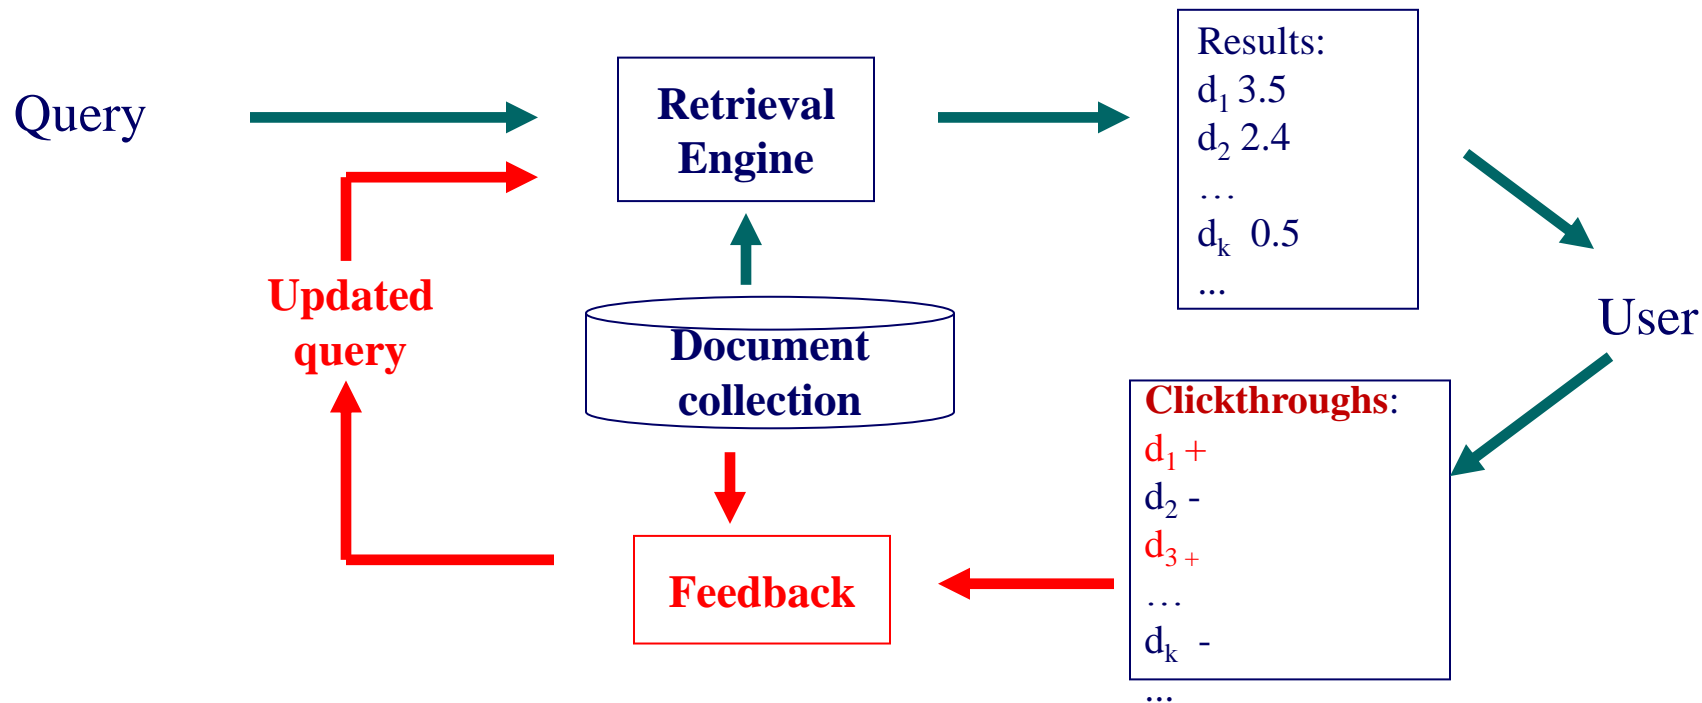 Query
Retrieval
Engine
Results:
d1 3.5
d2 2.4
…
dk 0.5
...
User
Updated
query
Document
collection
Clickthroughs:
d1 +
d2 -
d3 +
…
dk -
...
Feedback